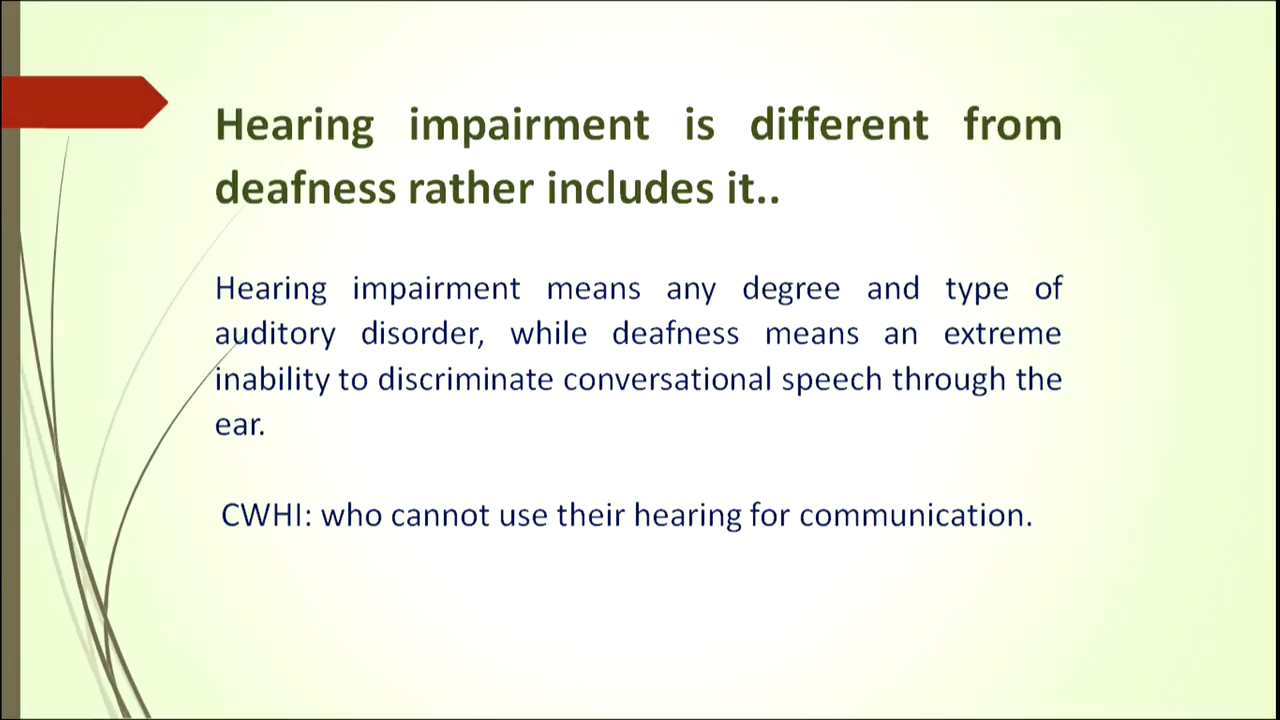 Hearing impairment is different from
deafness rather includes it..
Hearing impairment means any degree and type of
auditory disorder, while deafness means an extreme
inability to discriminate conversational speech through the
ear.
CWHI: who cannot use their hearing for communication.